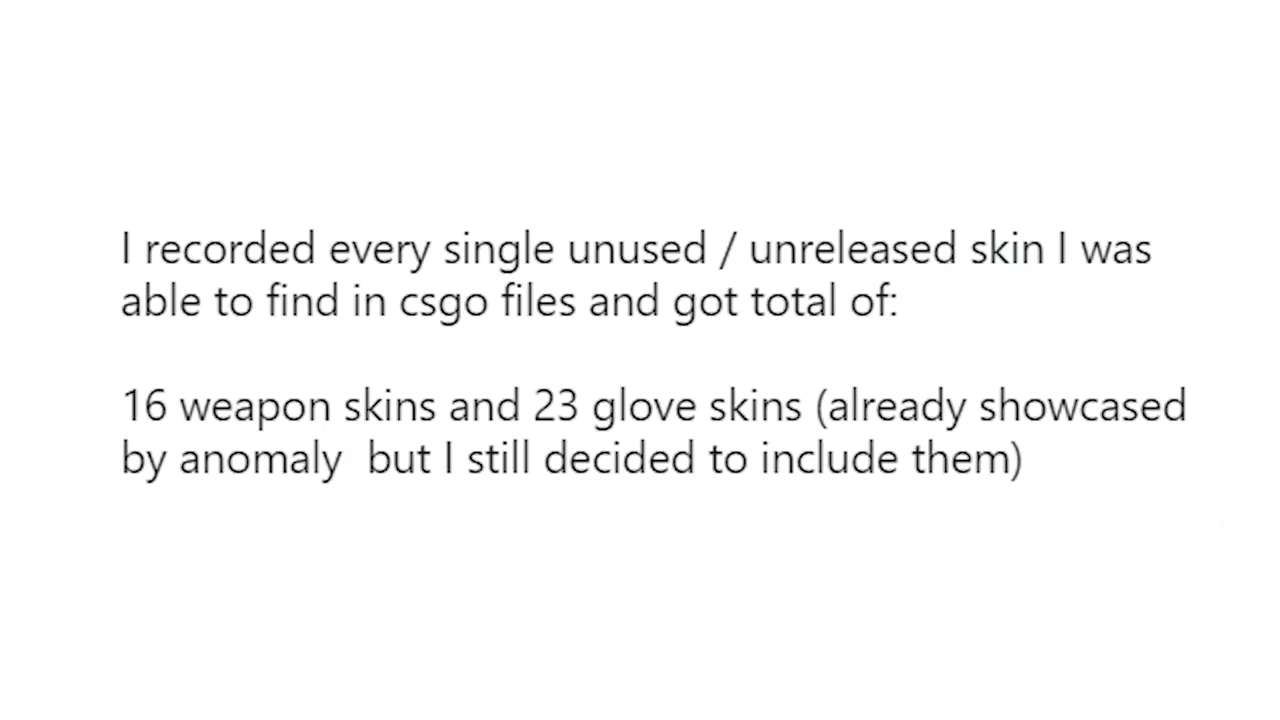 I recorded every single unused / unreleased skin I was
able to find in csgo files and got total of:
16 weapon skins and 23 glove skins (already showcased
by anomaly  but I still decided to include them)